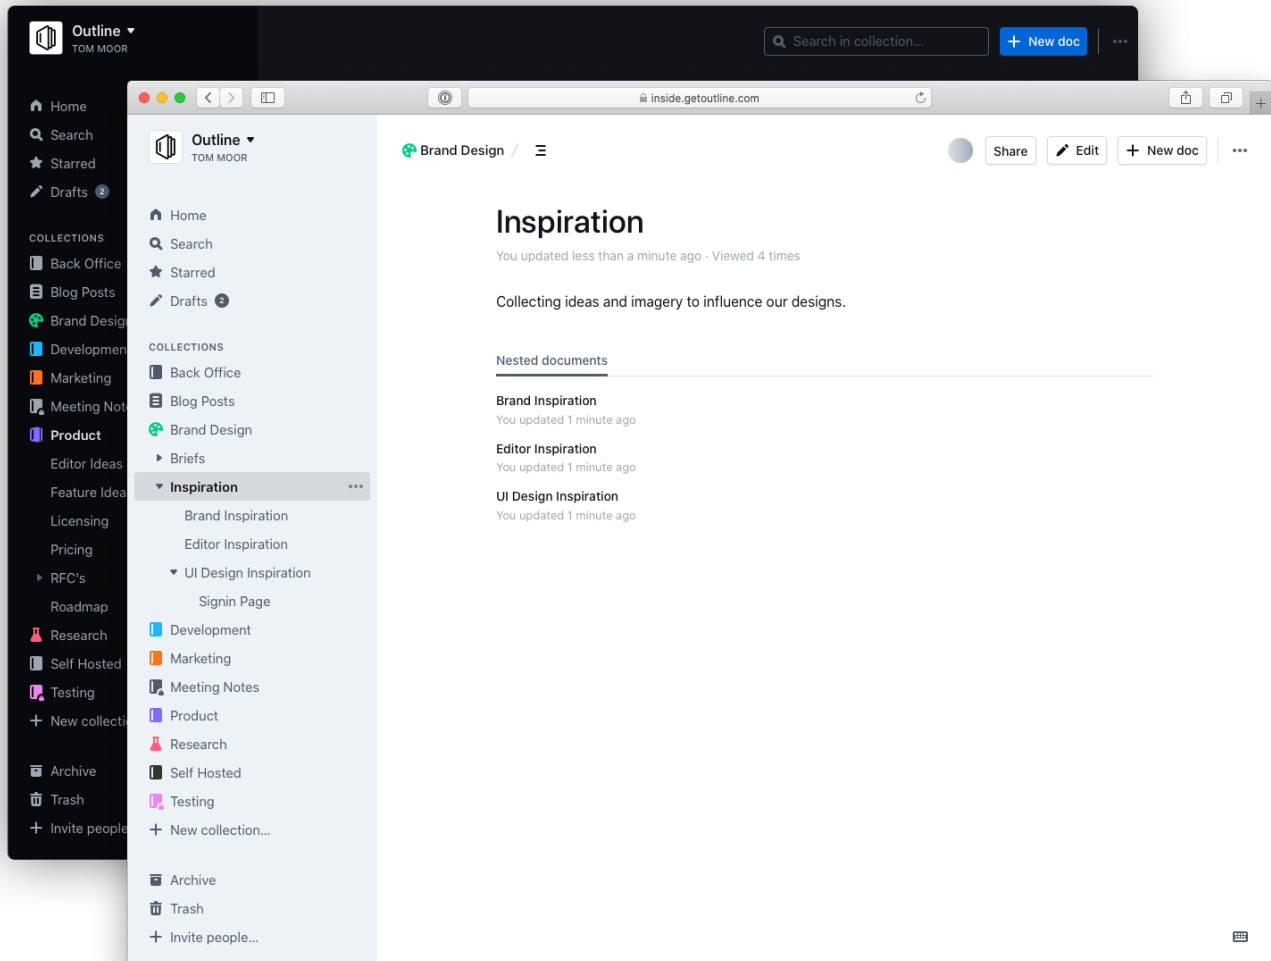 Outline
TOM MOOR
Search in collection...
New doc
Home
Search
Starred
Drafts 2
COLLECTIONS
Back Office
Blog Posts
Brand Design
Developmen
Marketing
Meeting Not
Product
Editor Ideas
Feature Idea
Licensing
Pricing
RFC's
Roadmap
Research
Self Hosted
Testing
New collecti
Archive
Trash
Invite people
inside.getoutline.com
Outline
TOM MOOR
Home
Search
Starred
Drafts 2
COLLECTIONS
Back Office
Blog Posts
Brand Design
Briefs
Inspiration
Brand Inspiration
Editor Inspiration
UI Design Inspiration
Signin Page
Development
Marketing
Meeting Notes
Product
Research
Self Hosted
Testing
New collection...
Archive
Trash
Invite people...
Brand Design /
Share
Edit
New doc
Inspiration
You updated less than a minute ago · Viewed 4 times
Collecting ideas and imagery to influence our designs.
Nested documents
Brand Inspiration
You updated 1 minute ago
Editor Inspiration
You updated 1 minute ago
UI Design Inspiration
You updated 1 minute ago